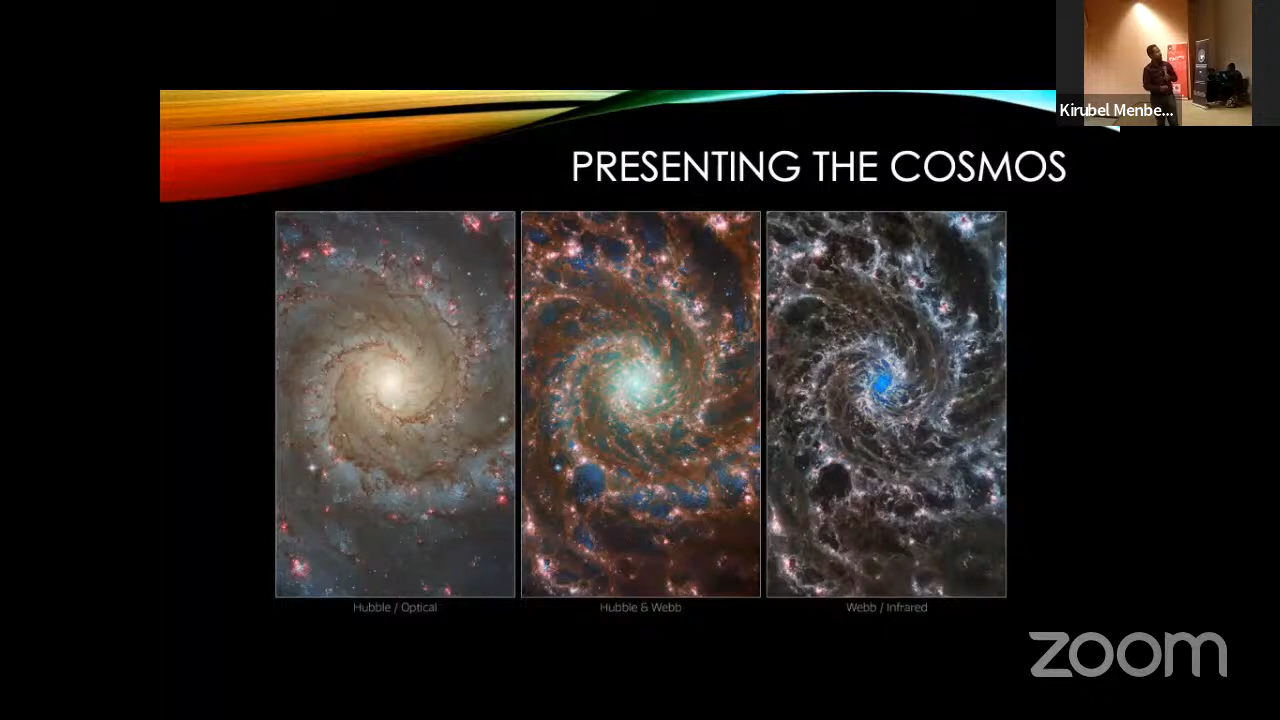 Kirubel Menbe...
PRESENTING THE COSMOS
Hubble / Optical
Hubble & Webb
Webb / Infrared
zoom